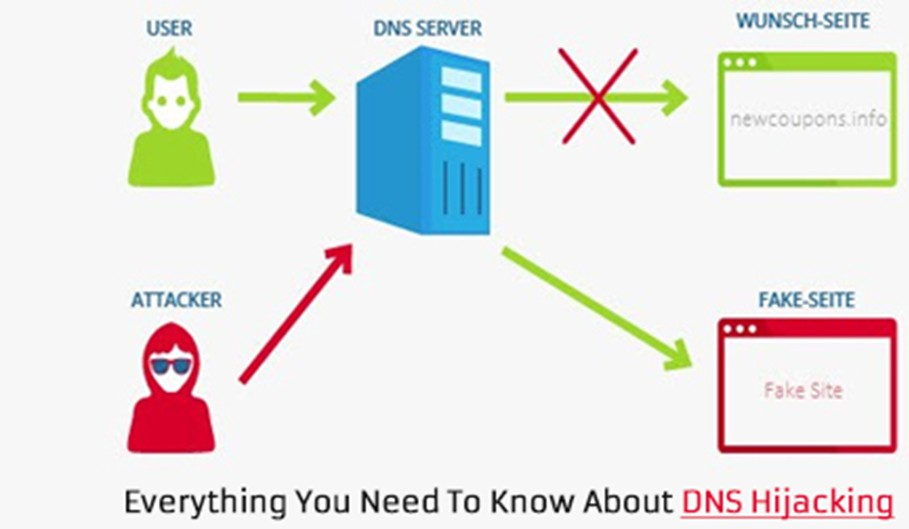 USER
DNS SERVER
WUNSCH-SEITE
newcoupons.info
ATTACKER
FAKE-SEITE
Fake Site
Everything You Need To Know About DNS Hijacking